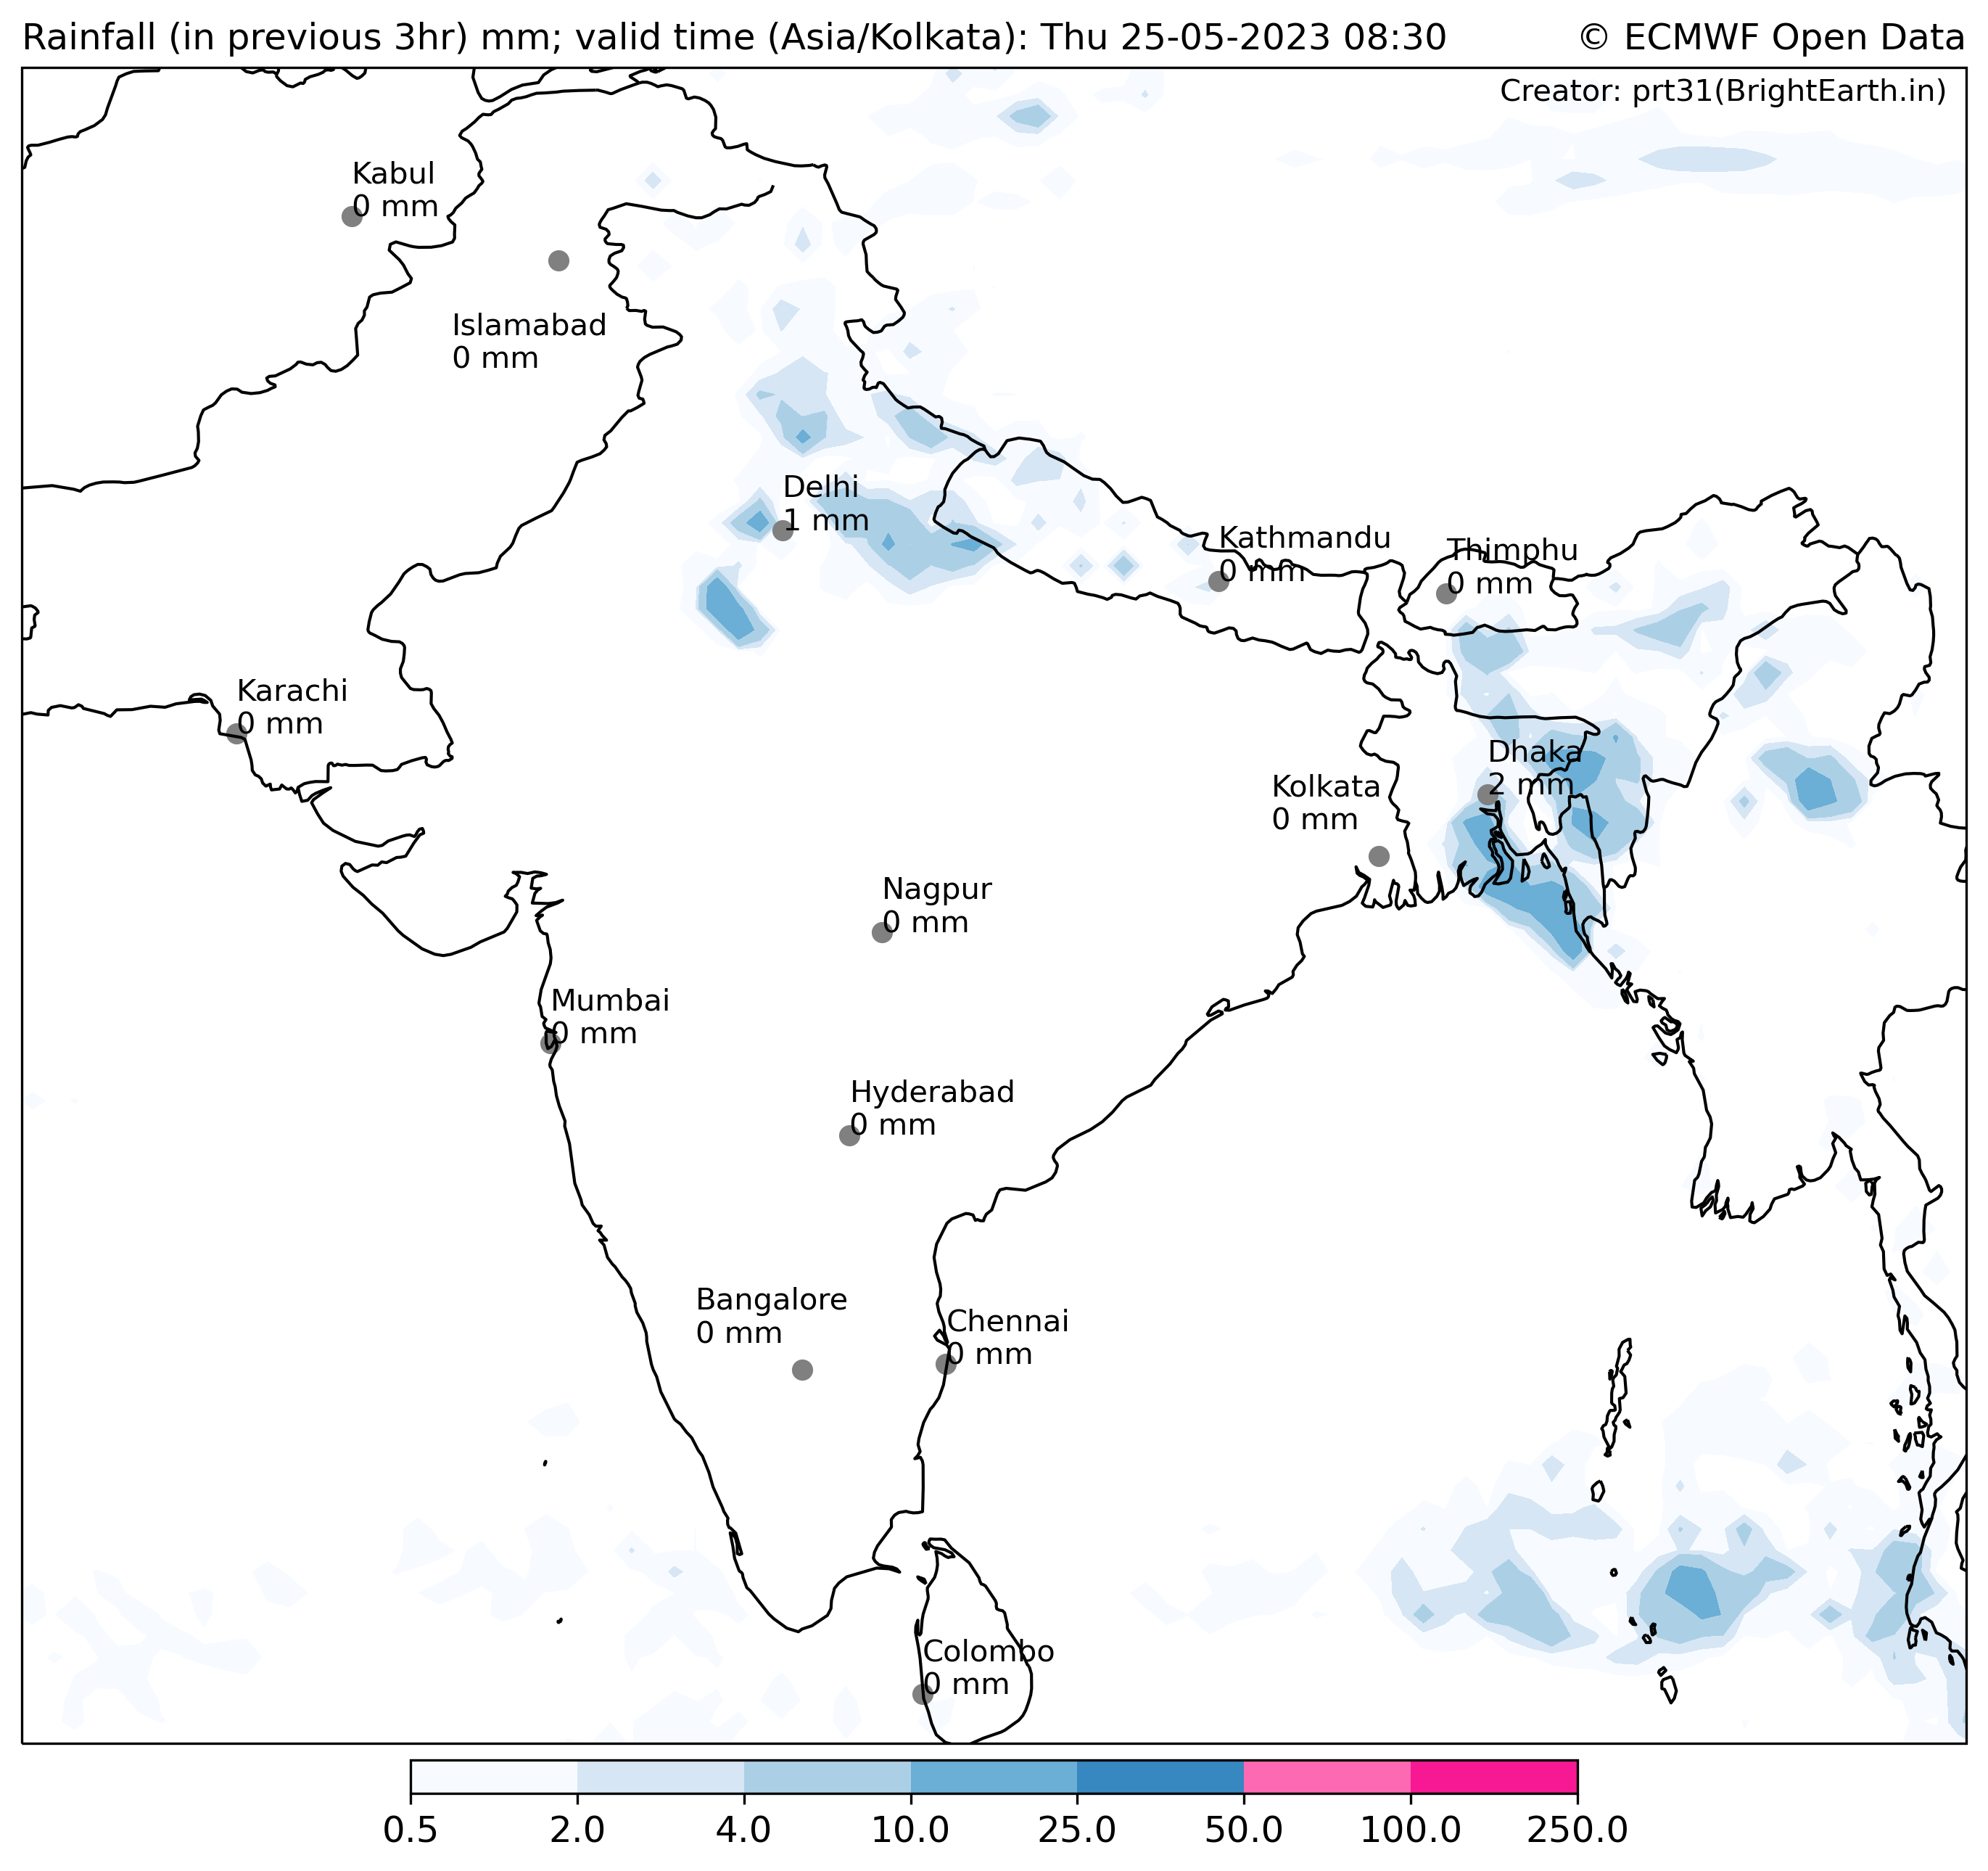 Rainfall (in previous 3hr) mm; valid time (Asia/Kolkata): Thu 25-05-2023 08:30
© ECMWF Open Data
Creator: prt31(BrightEarth.in)
Kabul
0 mm
Islamabad
0 mm
Delhi
1 mm
Kathmandu
0 mm
Thimphu
0 mm
Karachi
0 mm
Dhaka
2 mm
Kolkata
0 mm
Nagpur
0 mm
Mumbai
0 mm
Hyderabad
0 mm
Bangalore
0 mm
Chennai
0 mm
Colombo
0 mm
0.5 2.0 4.0 10.0 25.0 50.0 100.0 250.0